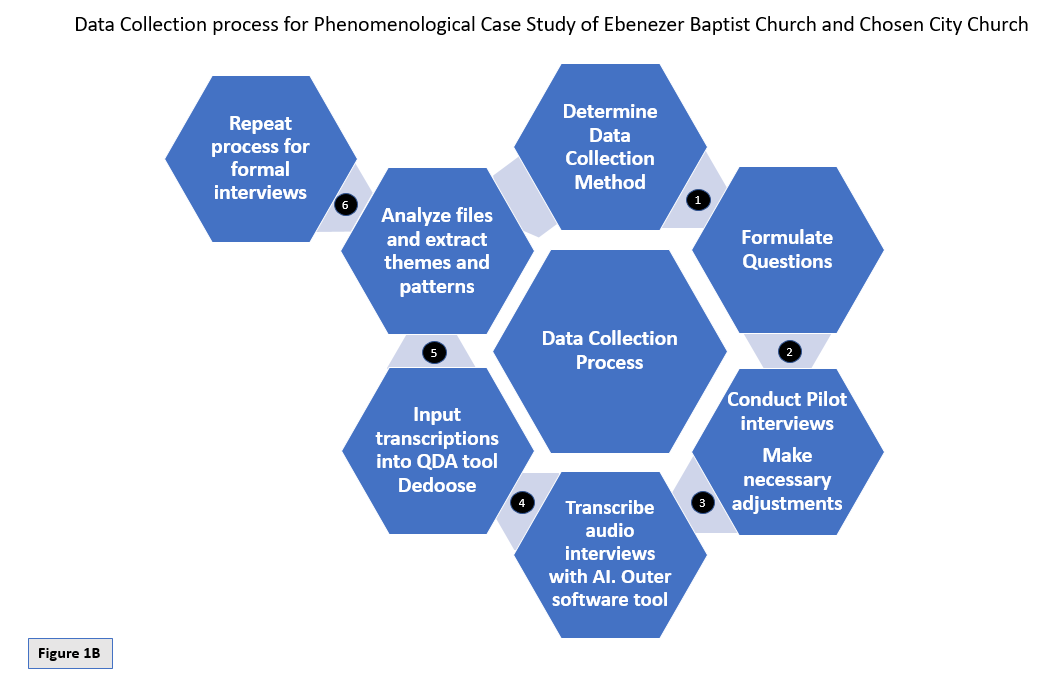 Data Collection process for Phenomenological Case Study of Ebenezer Baptist Church and Chosen City Church
Determine
Data
Collection
Method
1
Formulate
Questions
2
Conduct Pilot
interviews
Make
necessary
adjustments
3
Transcribe
audio
interviews
with AI. Outer
software tool
4
Input
transcriptions
into QDA tool
Dedoose
5
Analyze files
and extract
themes and
patterns
6
Repeat
process for
formal
interviews
Data Collection
Process
Figure 1B